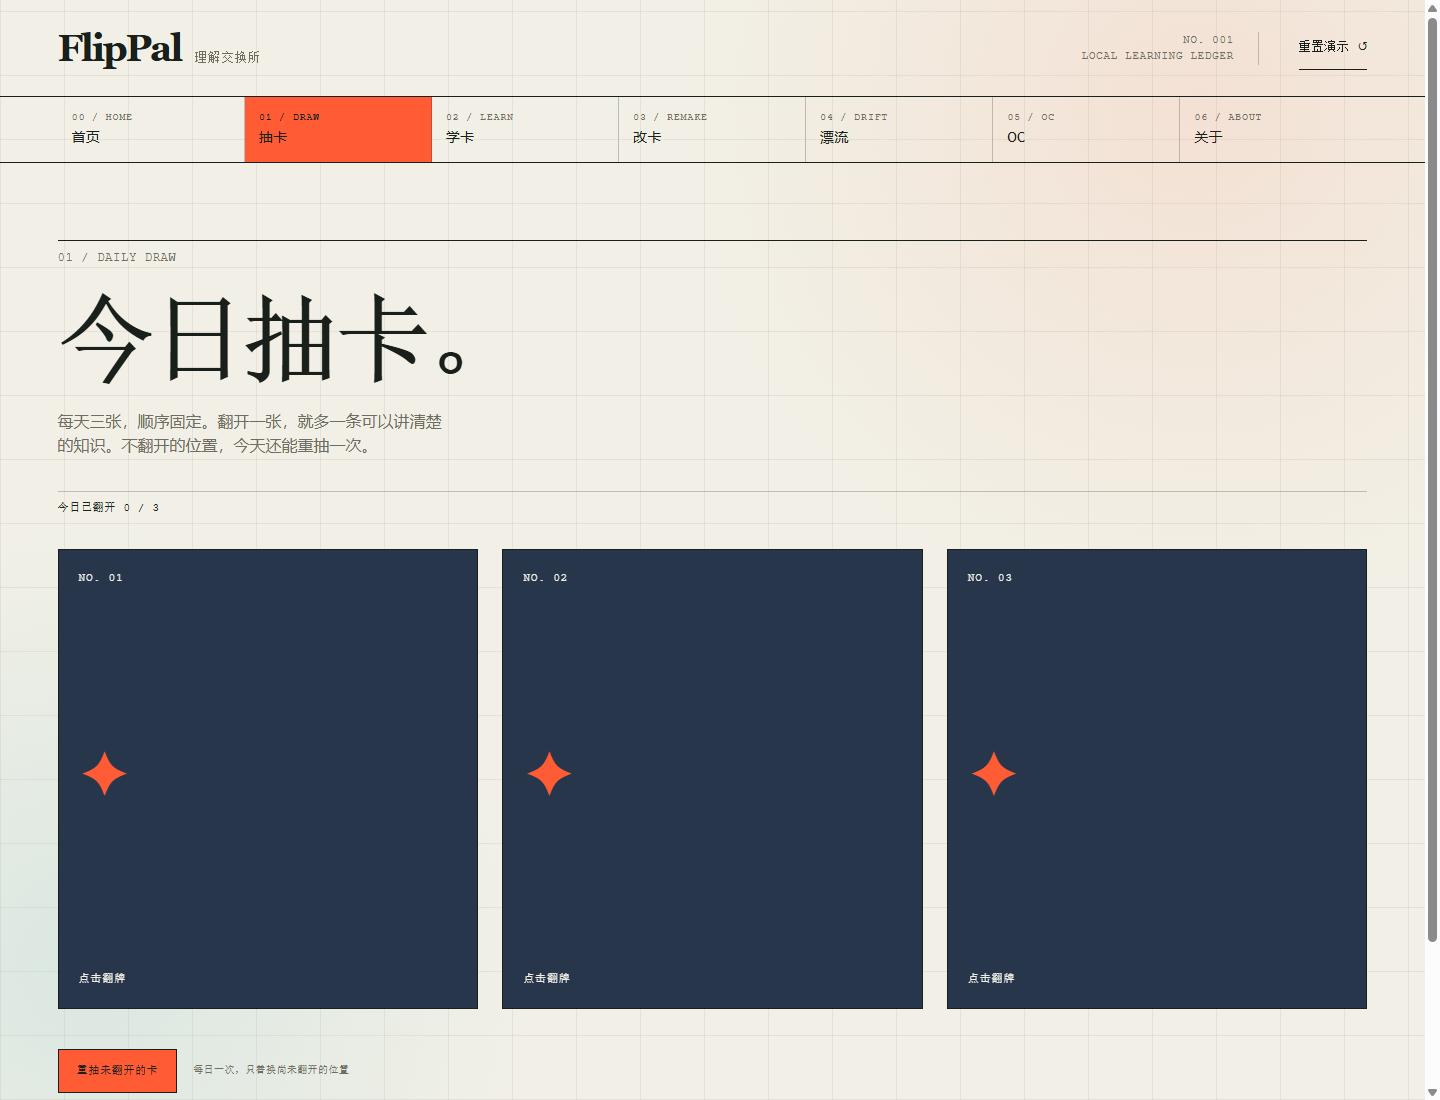 FlipPal 理解交换所
NO. 001
LOCAL LEARNING LEDGER
重置演示 ↺
00 / HOME
首页
01 / DRAW
抽卡
02 / LEARN
学卡
03 / REMAKE
改卡
04 / DRIFT
漂流
05 / OC
OC
06 / ABOUT
关于
01 / DAILY DRAW
今日抽卡。
每天三张，顺序固定。翻开一张，就多一条可以讲清楚
的知识。不翻开的位置，今天还能重抽一次。
今日已翻开 0 / 3
NO. 01
点击翻牌
NO. 02
点击翻牌
NO. 03
点击翻牌
重抽未翻开的卡
每日一次，只替换尚未翻开的位置